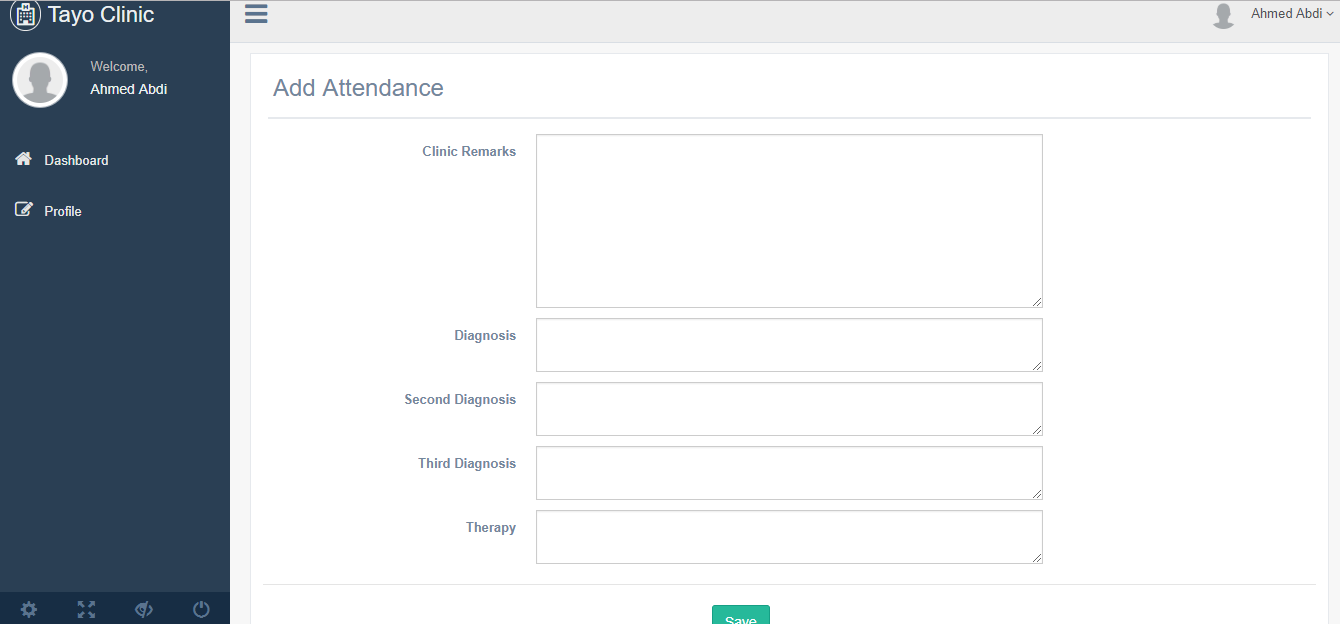 Tayo Clinic
Welcome,
Ahmed Abdi
Dashboard
Profile
Ahmed Abdi
Add Attendance
Clinic Remarks
Diagnosis
Second Diagnosis
Third Diagnosis
Therapy
Save